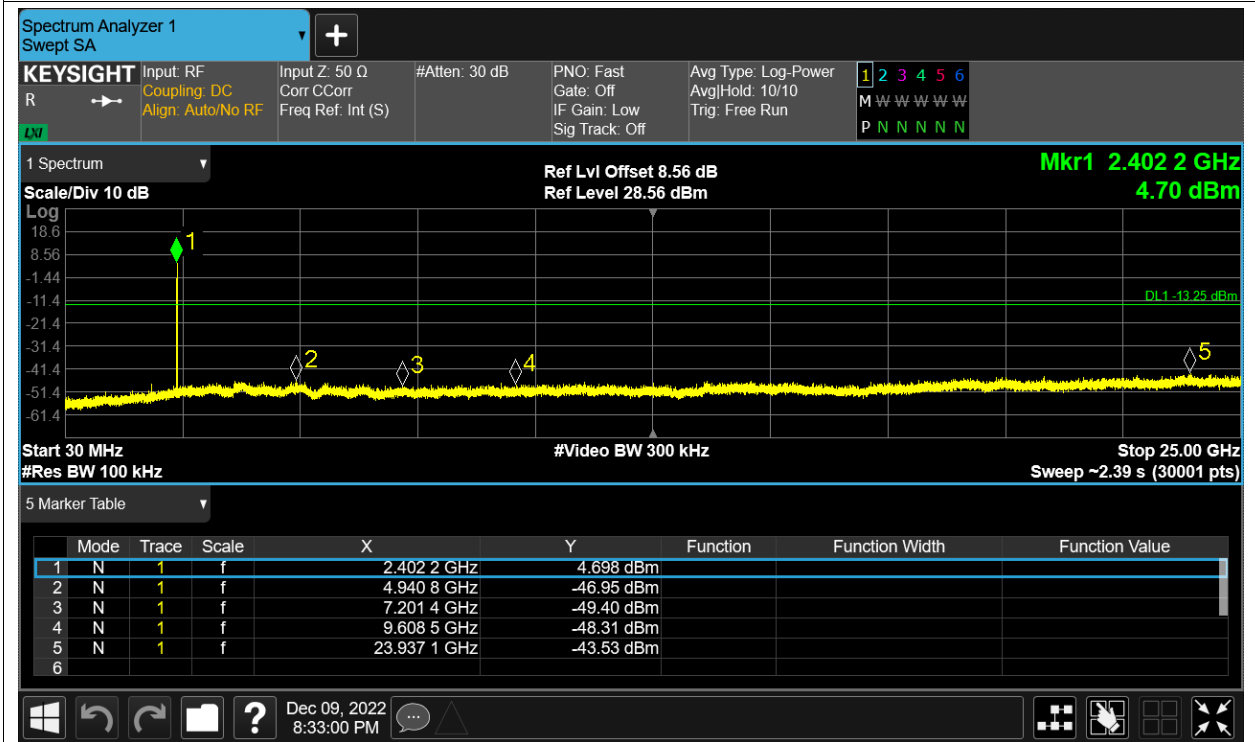 Spectrum Analyzer 1
Swept SA
+
KEYSIGHT Input: RF Input Z: 50 Ω #Atten: 30 dB PNO: Fast Avg Type: Log-Power 1 2 3 4 5 6
R Coupling: DC Corr CCorr Gate: Off Avg|Hold: 10/10 M W W W W W
Align: Auto/No RF Freq Ref: Int (S) IF Gain: Low Trig: Free Run
LXI Sig Track: Off P N N N N N
1 Spectrum
Ref Lvl Offset 8.56 dB Mkr1 2.402 2 GHz
Scale/Div 10 dB Ref Level 28.56 dBm 4.70 dBm
Log
18.6
1
8.56
-1.44
-11.4 DL1 -13.25 dBm
-21.4
-31.4
2 3 4 5
-41.4
-51.4
-61.4
Start 30 MHz #Video BW 300 kHz Stop 25.00 GHz
#Res BW 100 kHz Sweep ~2.39 s (30001 pts)
5 Marker Table
Mode Trace Scale X Y Function Function Width Function Value
1 N 1 f 2.402 2 GHz 4.698 dBm
2 N 1 f 4.940 8 GHz -46.95 dBm
3 N 1 f 7.201 4 GHz -49.40 dBm
4 N 1 f 9.608 5 GHz -48.31 dBm
5 N 1 f 23.937 1 GHz -43.53 dBm
6
? Dec 09, 2022
8:33:00 PM